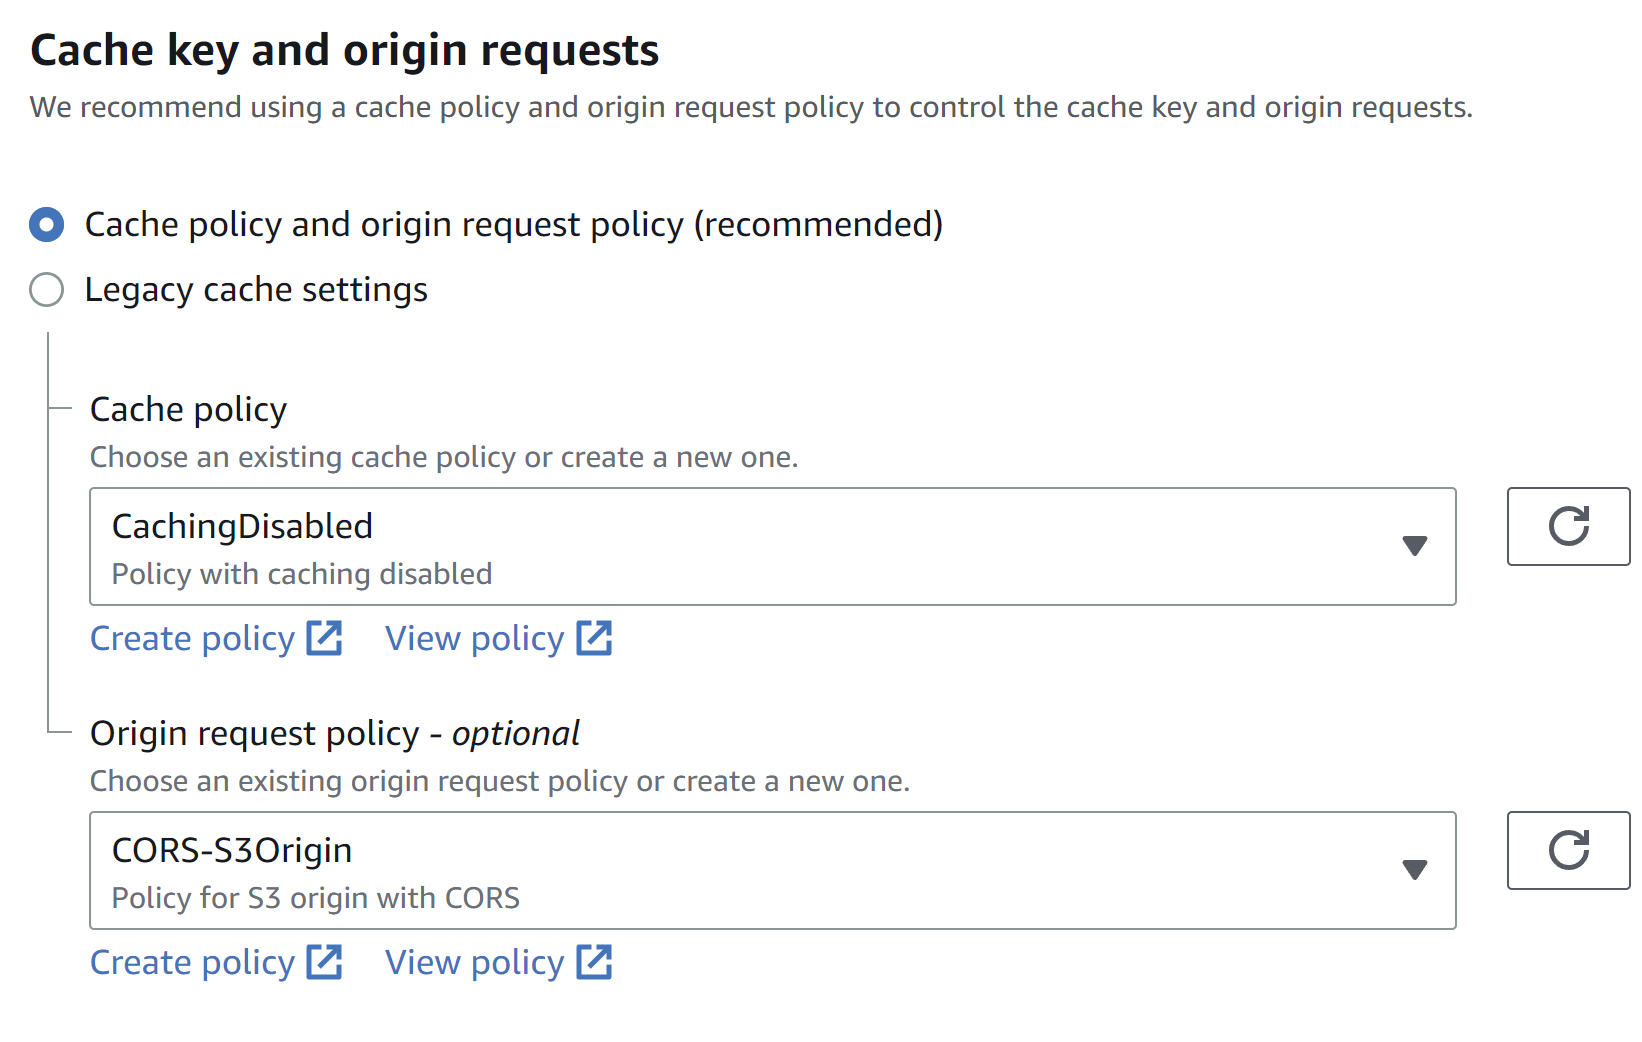 Cache key and origin requests
We recommend using a cache policy and origin request policy to control the cache key and origin requests.
Cache policy and origin request policy (recommended)
Legacy cache settings
Cache policy
Choose an existing cache policy or create a new one.
CachingDisabled
Policy with caching disabled
Create policy View policy
Origin request policy - optional
Choose an existing origin request policy or create a new one.
CORS-S3Origin
Policy for S3 origin with CORS
Create policy View policy